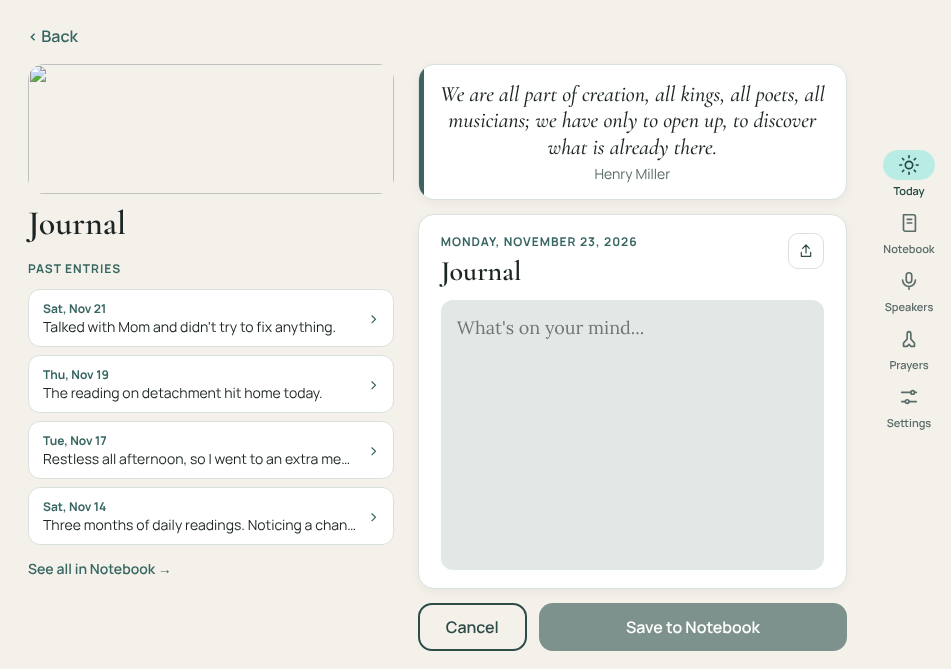 ‹ Back
Journal
PAST ENTRIES
Sat, Nov 21
Talked with Mom and didn't try to fix anything.
Thu, Nov 19
The reading on detachment hit home today.
Tue, Nov 17
Restless all afternoon, so I went to an extra me...
Sat, Nov 14
Three months of daily readings. Noticing a chan...
See all in Notebook →
We are all part of creation, all kings, all poets, all
musicians; we have only to open up, to discover
what is already there.
Henry Miller
MONDAY, NOVEMBER 23, 2026
Journal
What's on your mind...
Cancel
Save to Notebook
Today
Notebook
Speakers
Prayers
Settings